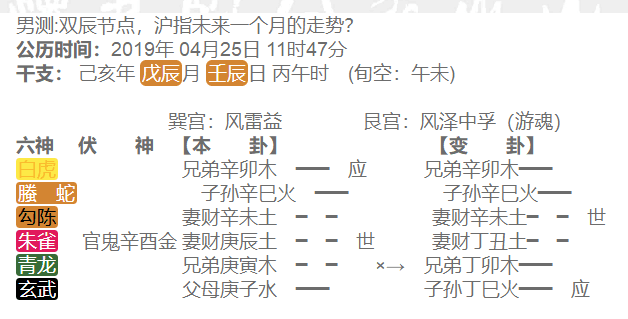 男测:双辰节点，沪指未来一个月的走势?
公历时间：2019年 04月25日 11时47分
干支： 己亥年 戊辰月 壬辰日 丙午时 （旬空：午未)
巽宫：风雷益 艮宫：风泽中孚（游魂）
六神 伏 神 【本 卦】 【变 卦】
白虎 兄弟辛卯木 应 兄弟辛卯木
螣 蛇 子孙辛巳火 子孙辛巳火
勾陈 妻财辛未土 妻财辛未土 世
朱雀 官鬼辛酉金 妻财庚辰土 世 妻财丁丑土
青龙 兄弟庚寅木 ×→ 兄弟丁卯木
玄武 父母庚子水 子孙丁巳火 应